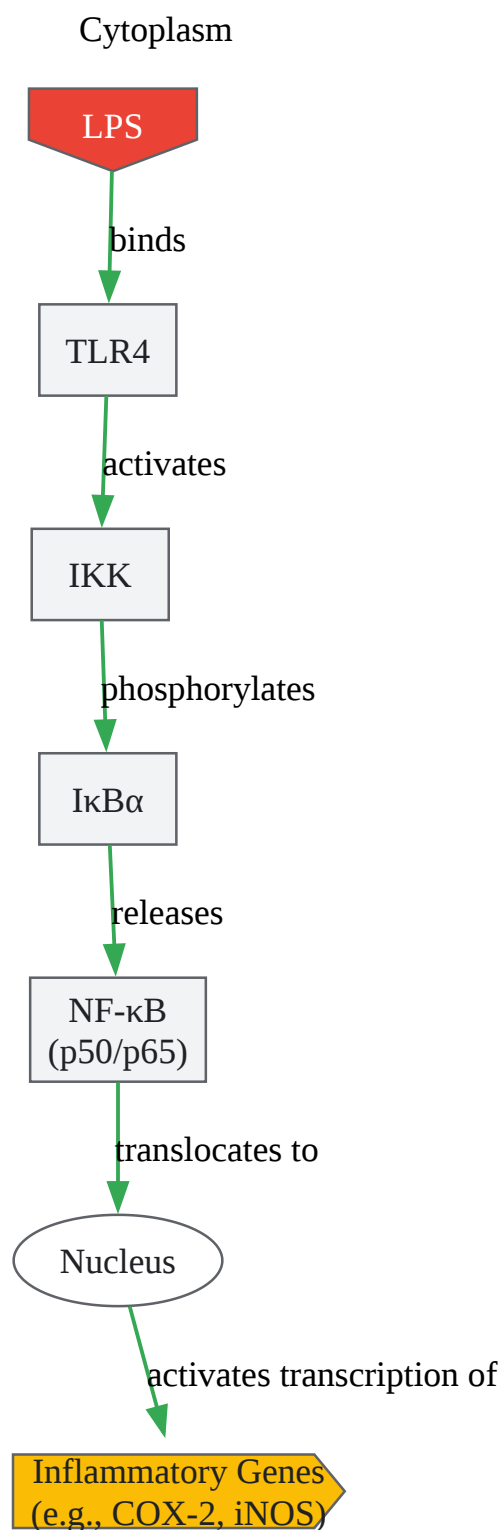 Cytoplasm
LPS
binds
TLR4
activates
IKK
phosphorylates
IκBα
releases
NF-κB
(p50/p65)
translocates to
Nucleus
activates transcription of
Inflammatory Genes
(e.g., COX-2, iNOS)